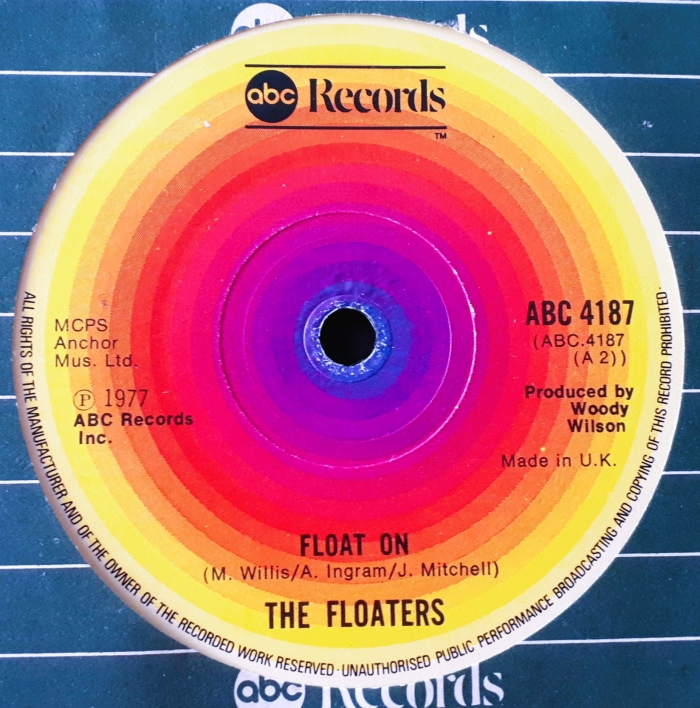 abc Records
abc Records
TM
MCPS
Anchor
Mus. Ltd.
℗ 1977
ABC Records
Inc.
ABC 4187
(ABC.4187
(A 2))
Produced by
Woody
Wilson
Made in U.K.
FLOAT ON
(M. Willis/A. Ingram/J. Mitchell)
THE FLOATERS
ALL RIGHTS OF THE MANUFACTURER AND OF THE OWNER OF THE RECORDED WORK RESERVED · UNAUTHORISED PUBLIC PERFORMANCE BROADCASTING AND COPYING OF THIS RECORD PROHIBITED.
abc Records